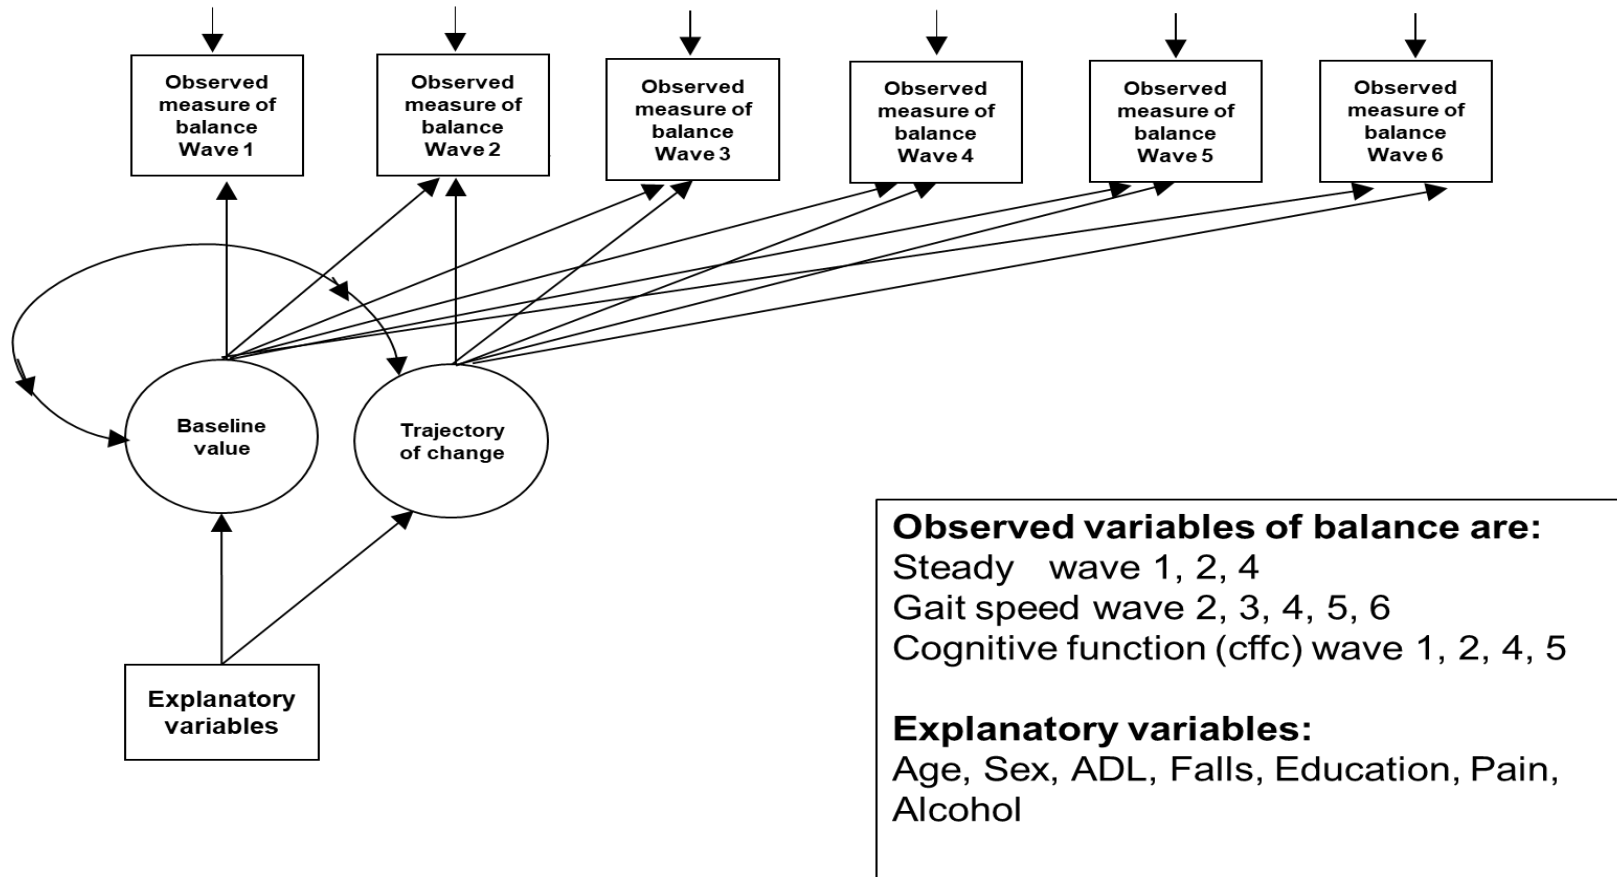 Observed
measure of
balance
Wave 1
Observed
measure of
balance
Wave 2
Observed
measure of
balance
Wave 3
Observed
measure of
balance
Wave 4
Observed
measure of
balance
Wave 5
Observed
measure of
balance
Wave 6
Baseline
value
Trajectory
of change
Explanatory
variables
Observed variables of balance are:
Steady wave 1, 2, 4
Gait speed wave 2, 3, 4, 5, 6
Cognitive function (cffc) wave 1, 2, 4, 5
Explanatory variables:
Age, Sex, ADL, Falls, Education, Pain,
Alcohol